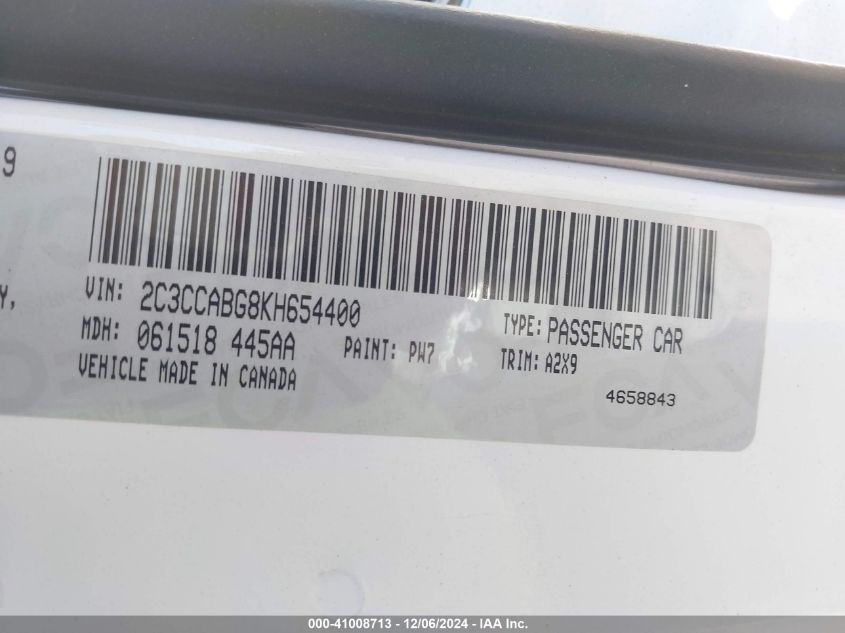 9
Y,
VIN: 2C3CCABG8KH654400 TYPE: PASSENGER CAR
MDH: 061518 445AA PAINT: PW7 TRIM: A2X9
VEHICLE MADE IN CANADA 4658843
000-41008713 - 12/06/2024 - IAA Inc.